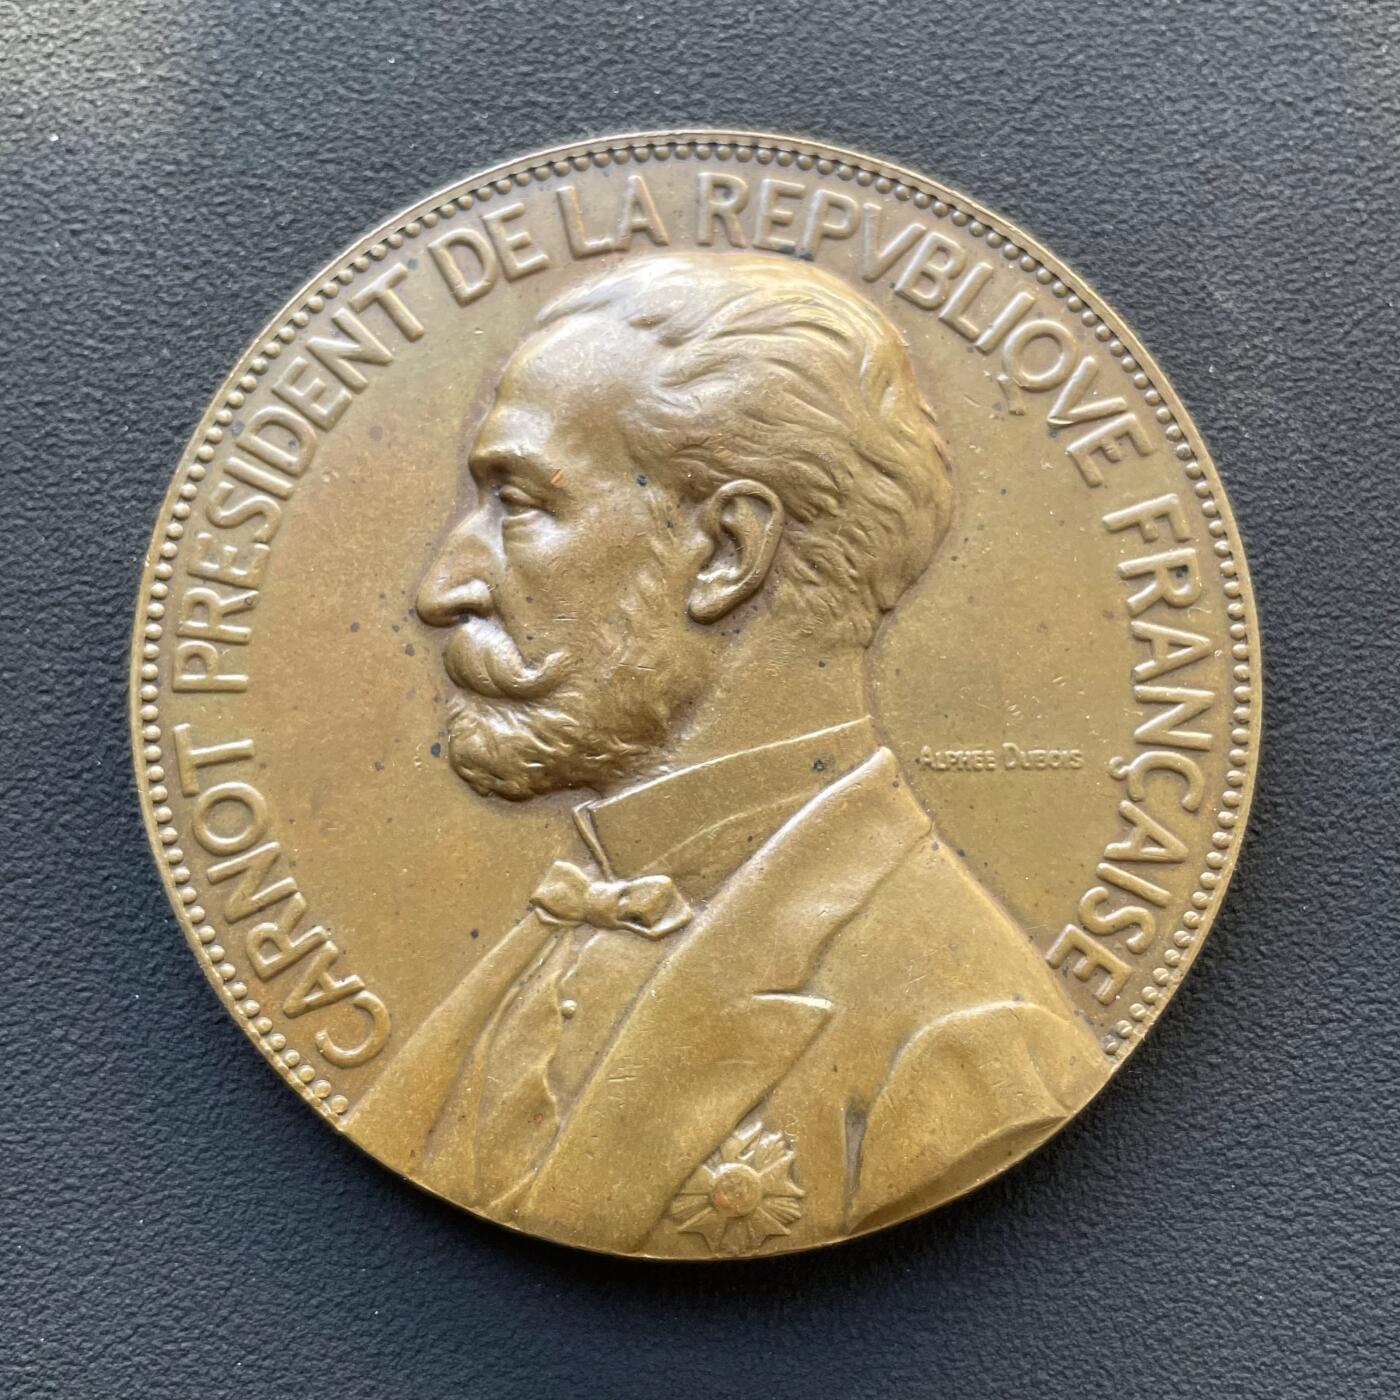 CARNOT PRESIDENT DE LA REPVBLIQVE FRANÇAISE
ALPHÉE DUBOIS